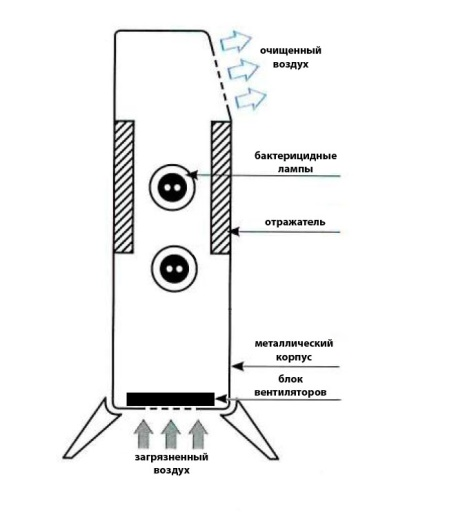 очищенный
воздух
бактерицидные
лампы
отражатель
металлический
корпус
блок
вентиляторов
загрязненный
воздух